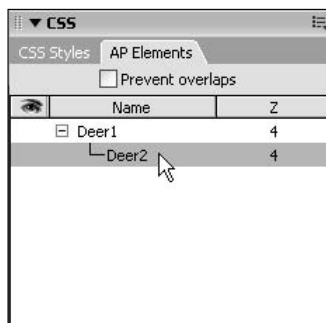 CSS
CSS Styles AP Elements
Prevent overlaps
Name Z
Deer1 4
Deer2 4